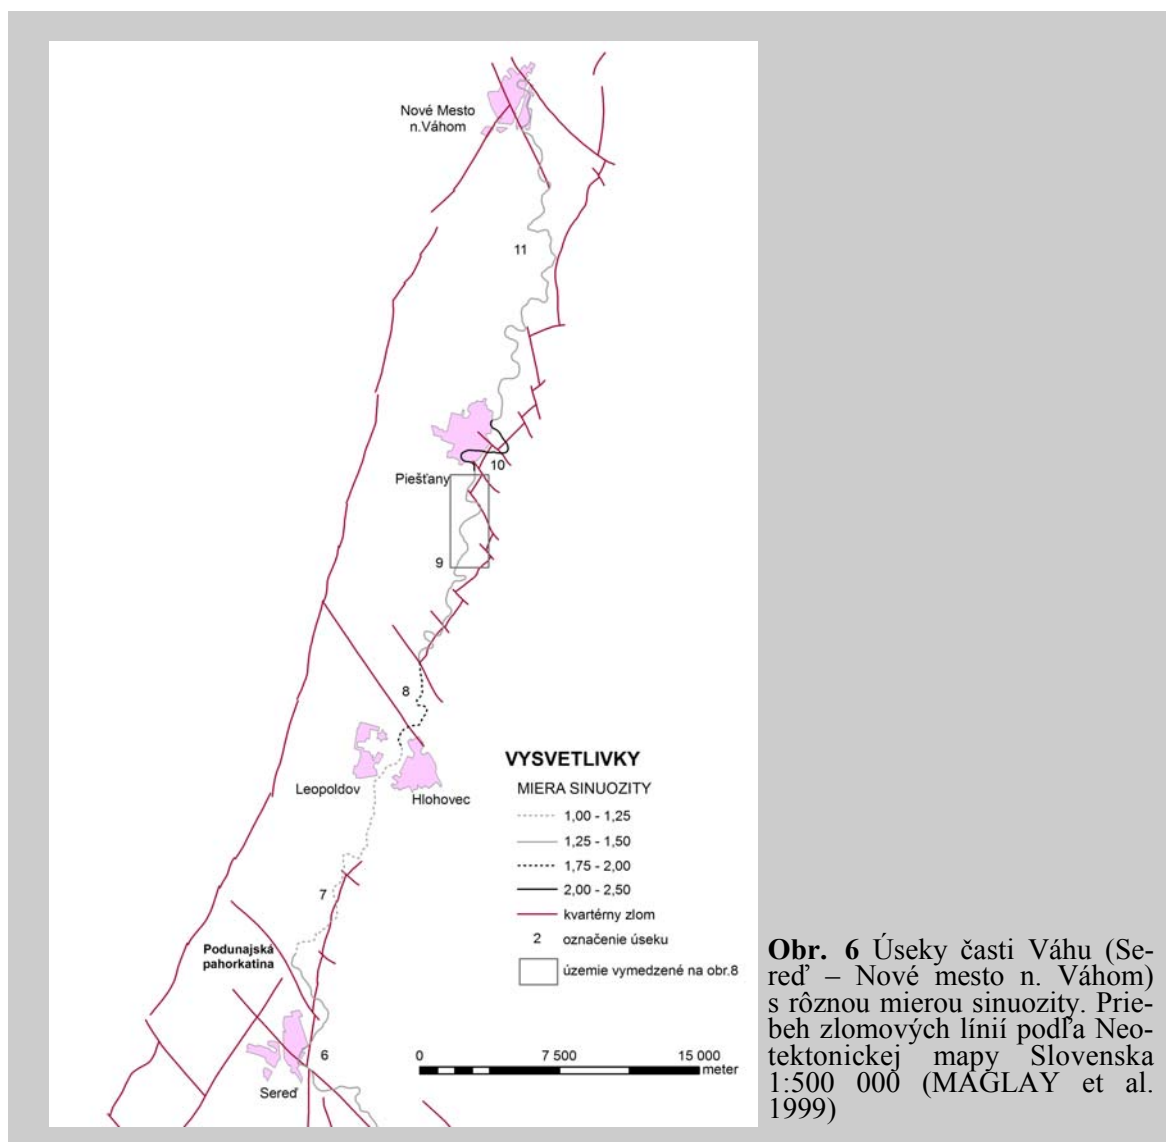 Nové Mesto
n.Váhom
11
10
Piešťany
9
8
Leopoldov
Hlohovec
7
Podunajská
pahorkatina
6
Sereď
VYSVETLIVKY
MIERA SINUOZITY
1,00 - 1,25
1,25 - 1,50
1,75 - 2,00
2,00 - 2,50
kvartérny zlom
2 označenie úseku
územie vymedzené na obr.8
0 7 500 15 000
meter
Obr. 6 Úseky časti Váhu (Se-
reď – Nové mesto n. Váhom)
s rôznou mierou sinuozity. Prie-
beh zlomových línií podľa Neo-
tektonickej mapy Slovenska
1:500 000 (MAGLAY et al.
1999)